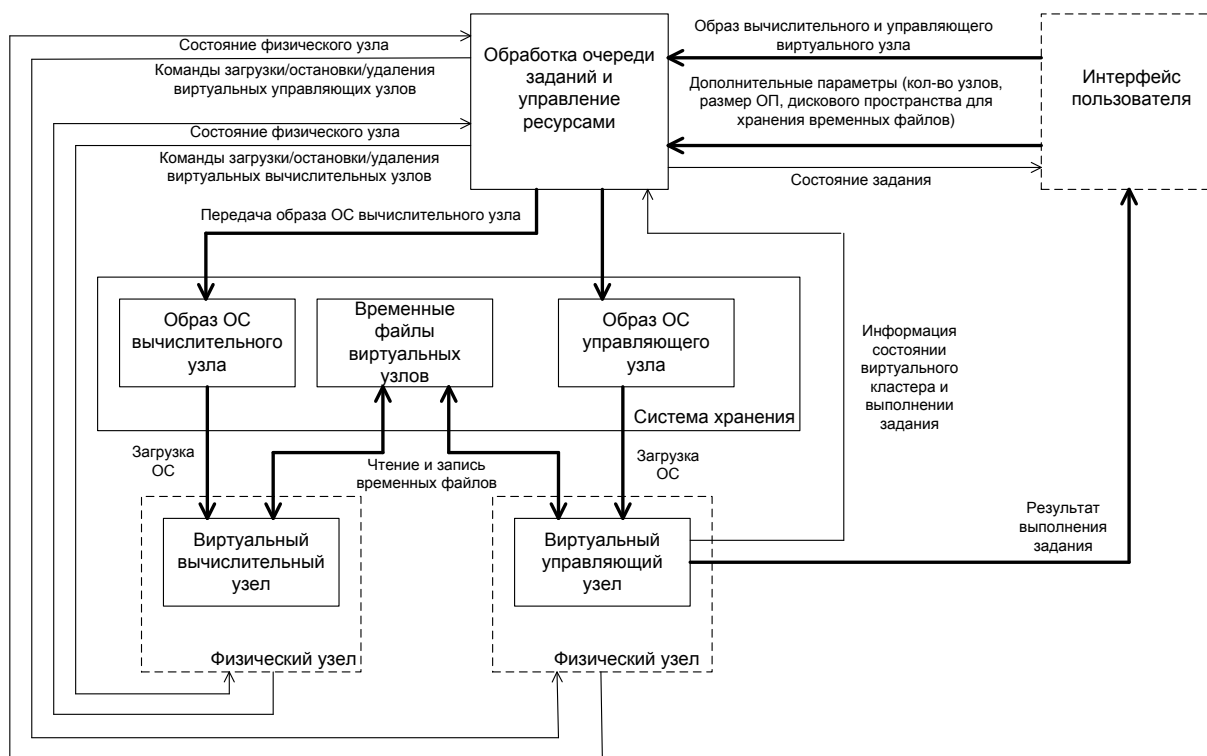 Состояние физического узла
Команды загрузки/остановки/удаления
виртуальных управляющих узлов
Состояние физического узла
Команды загрузки/остановки/удаления
виртуальных вычислительных узлов
Обработка очереди
заданий и
управление
ресурсами
Образ вычислительного и управляющего
виртуального узла
Дополнительные параметры (кол-во узлов,
размер ОП, дискового пространства для
хранения временных файлов)
Состояние задания
Интерфейс
пользователя
Передача образа ОС вычислительного узла
Образ ОС
вычислительного
узла
Временные
файлы
виртуальных
узлов
Образ ОС
управляющего
узла
Система хранения
Информация
состоянии
виртуального
кластера и
выполнении
задания
Загрузка
ОС
Чтение и запись
временных файлов
Загрузка
ОС
Виртуальный
вычислительный
узел
Физический узел
Виртуальный
управляющий
узел
Физический узел
Результат
выполнения
задания